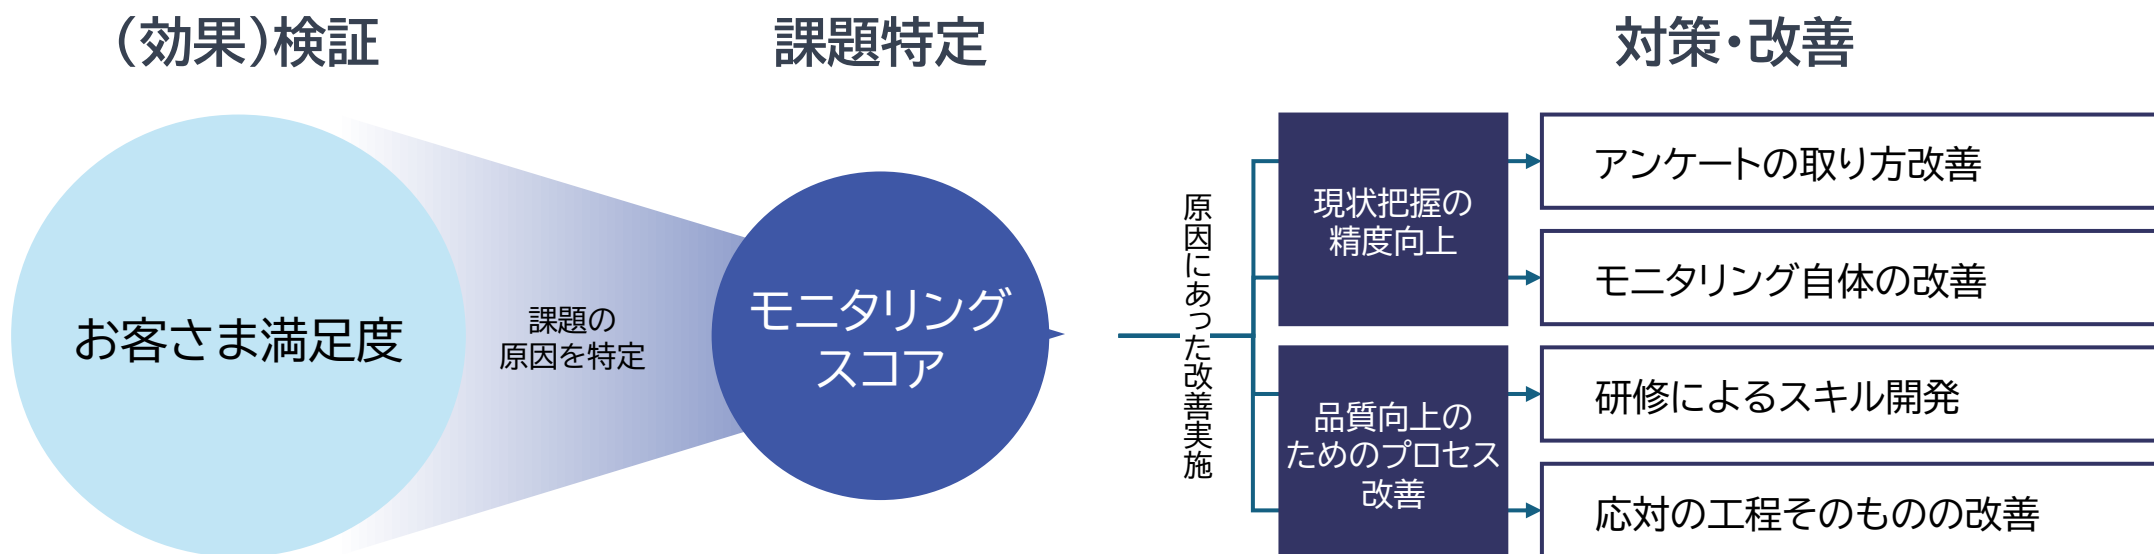 （効果）検証
課題特定
対策・改善
お客さま満足度
課題の
原因を特定
モニタリング
スコア
原因にあった改善実施
現状把握の
精度向上
アンケートの取り方改善
モニタリング自体の改善
品質向上の
ためのプロセス
改善
研修によるスキル開発
応対の工程そのものの改善